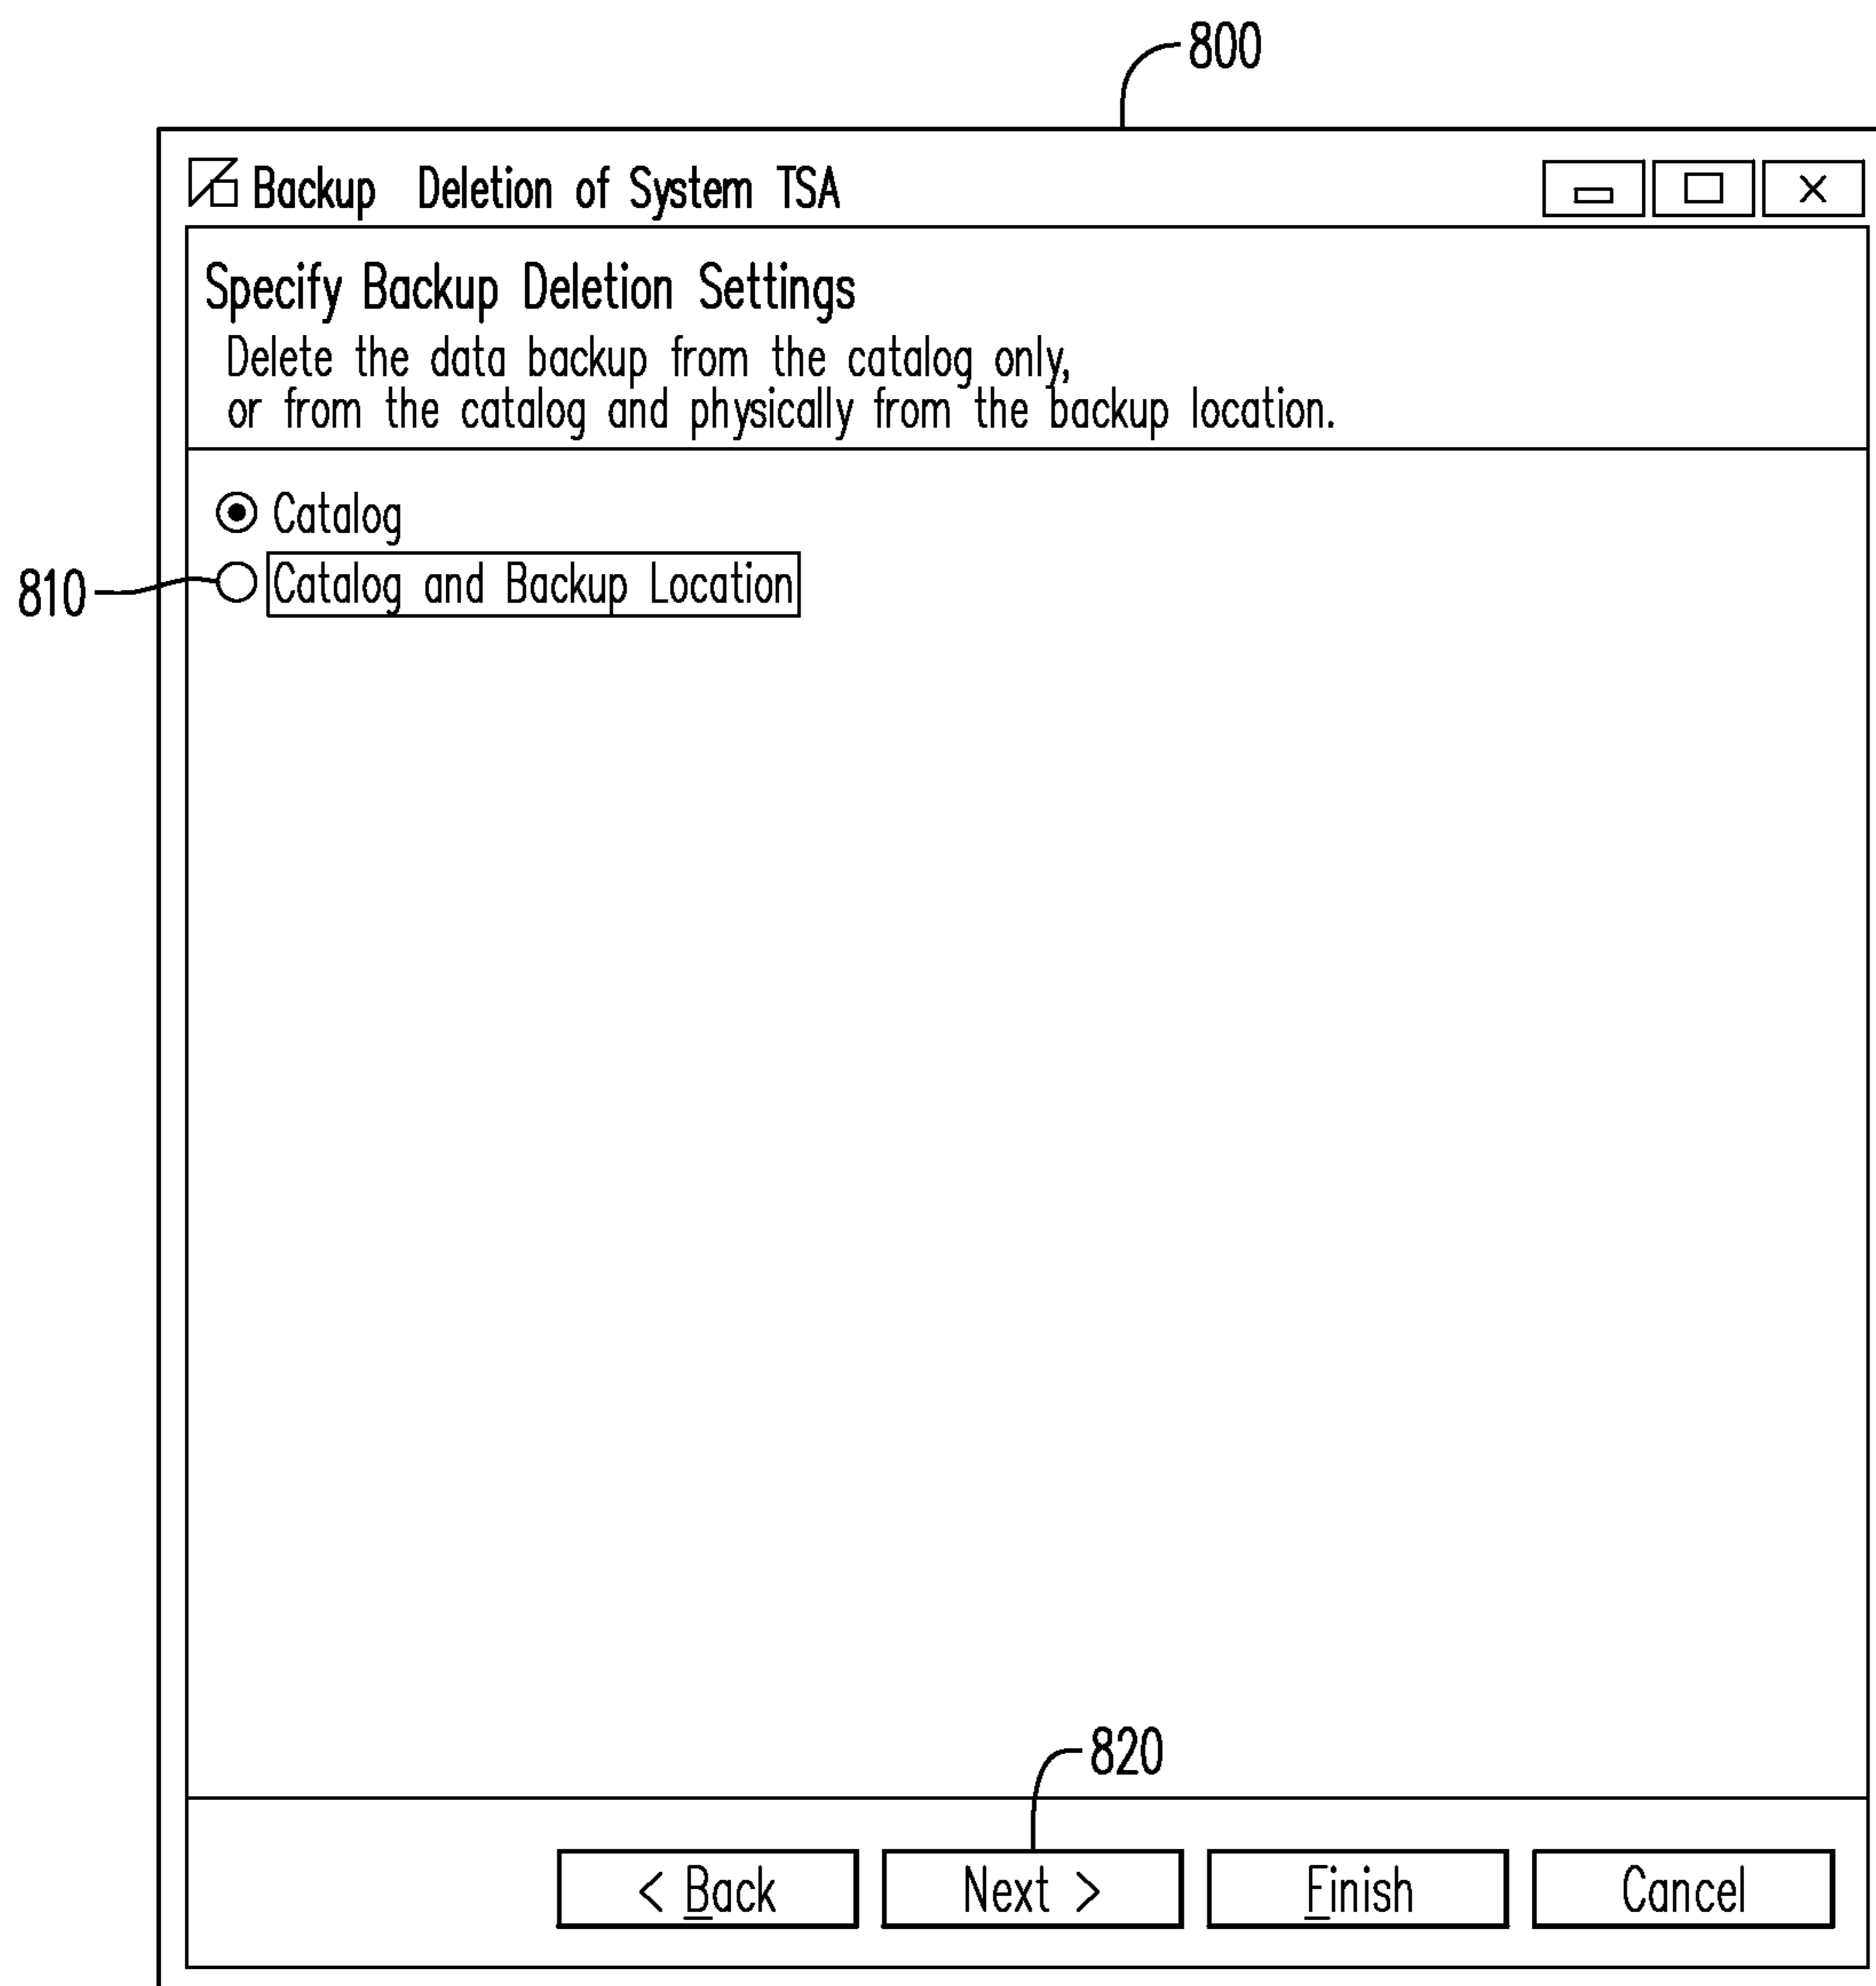 800
Backup Deletion of System TSA
Specify Backup Deletion Settings
Delete the data backup from the catalog only,
or from the catalog and physically from the backup location.
Catalog
810
Catalog and Backup Location
820
< Back
Next >
Finish
Cancel